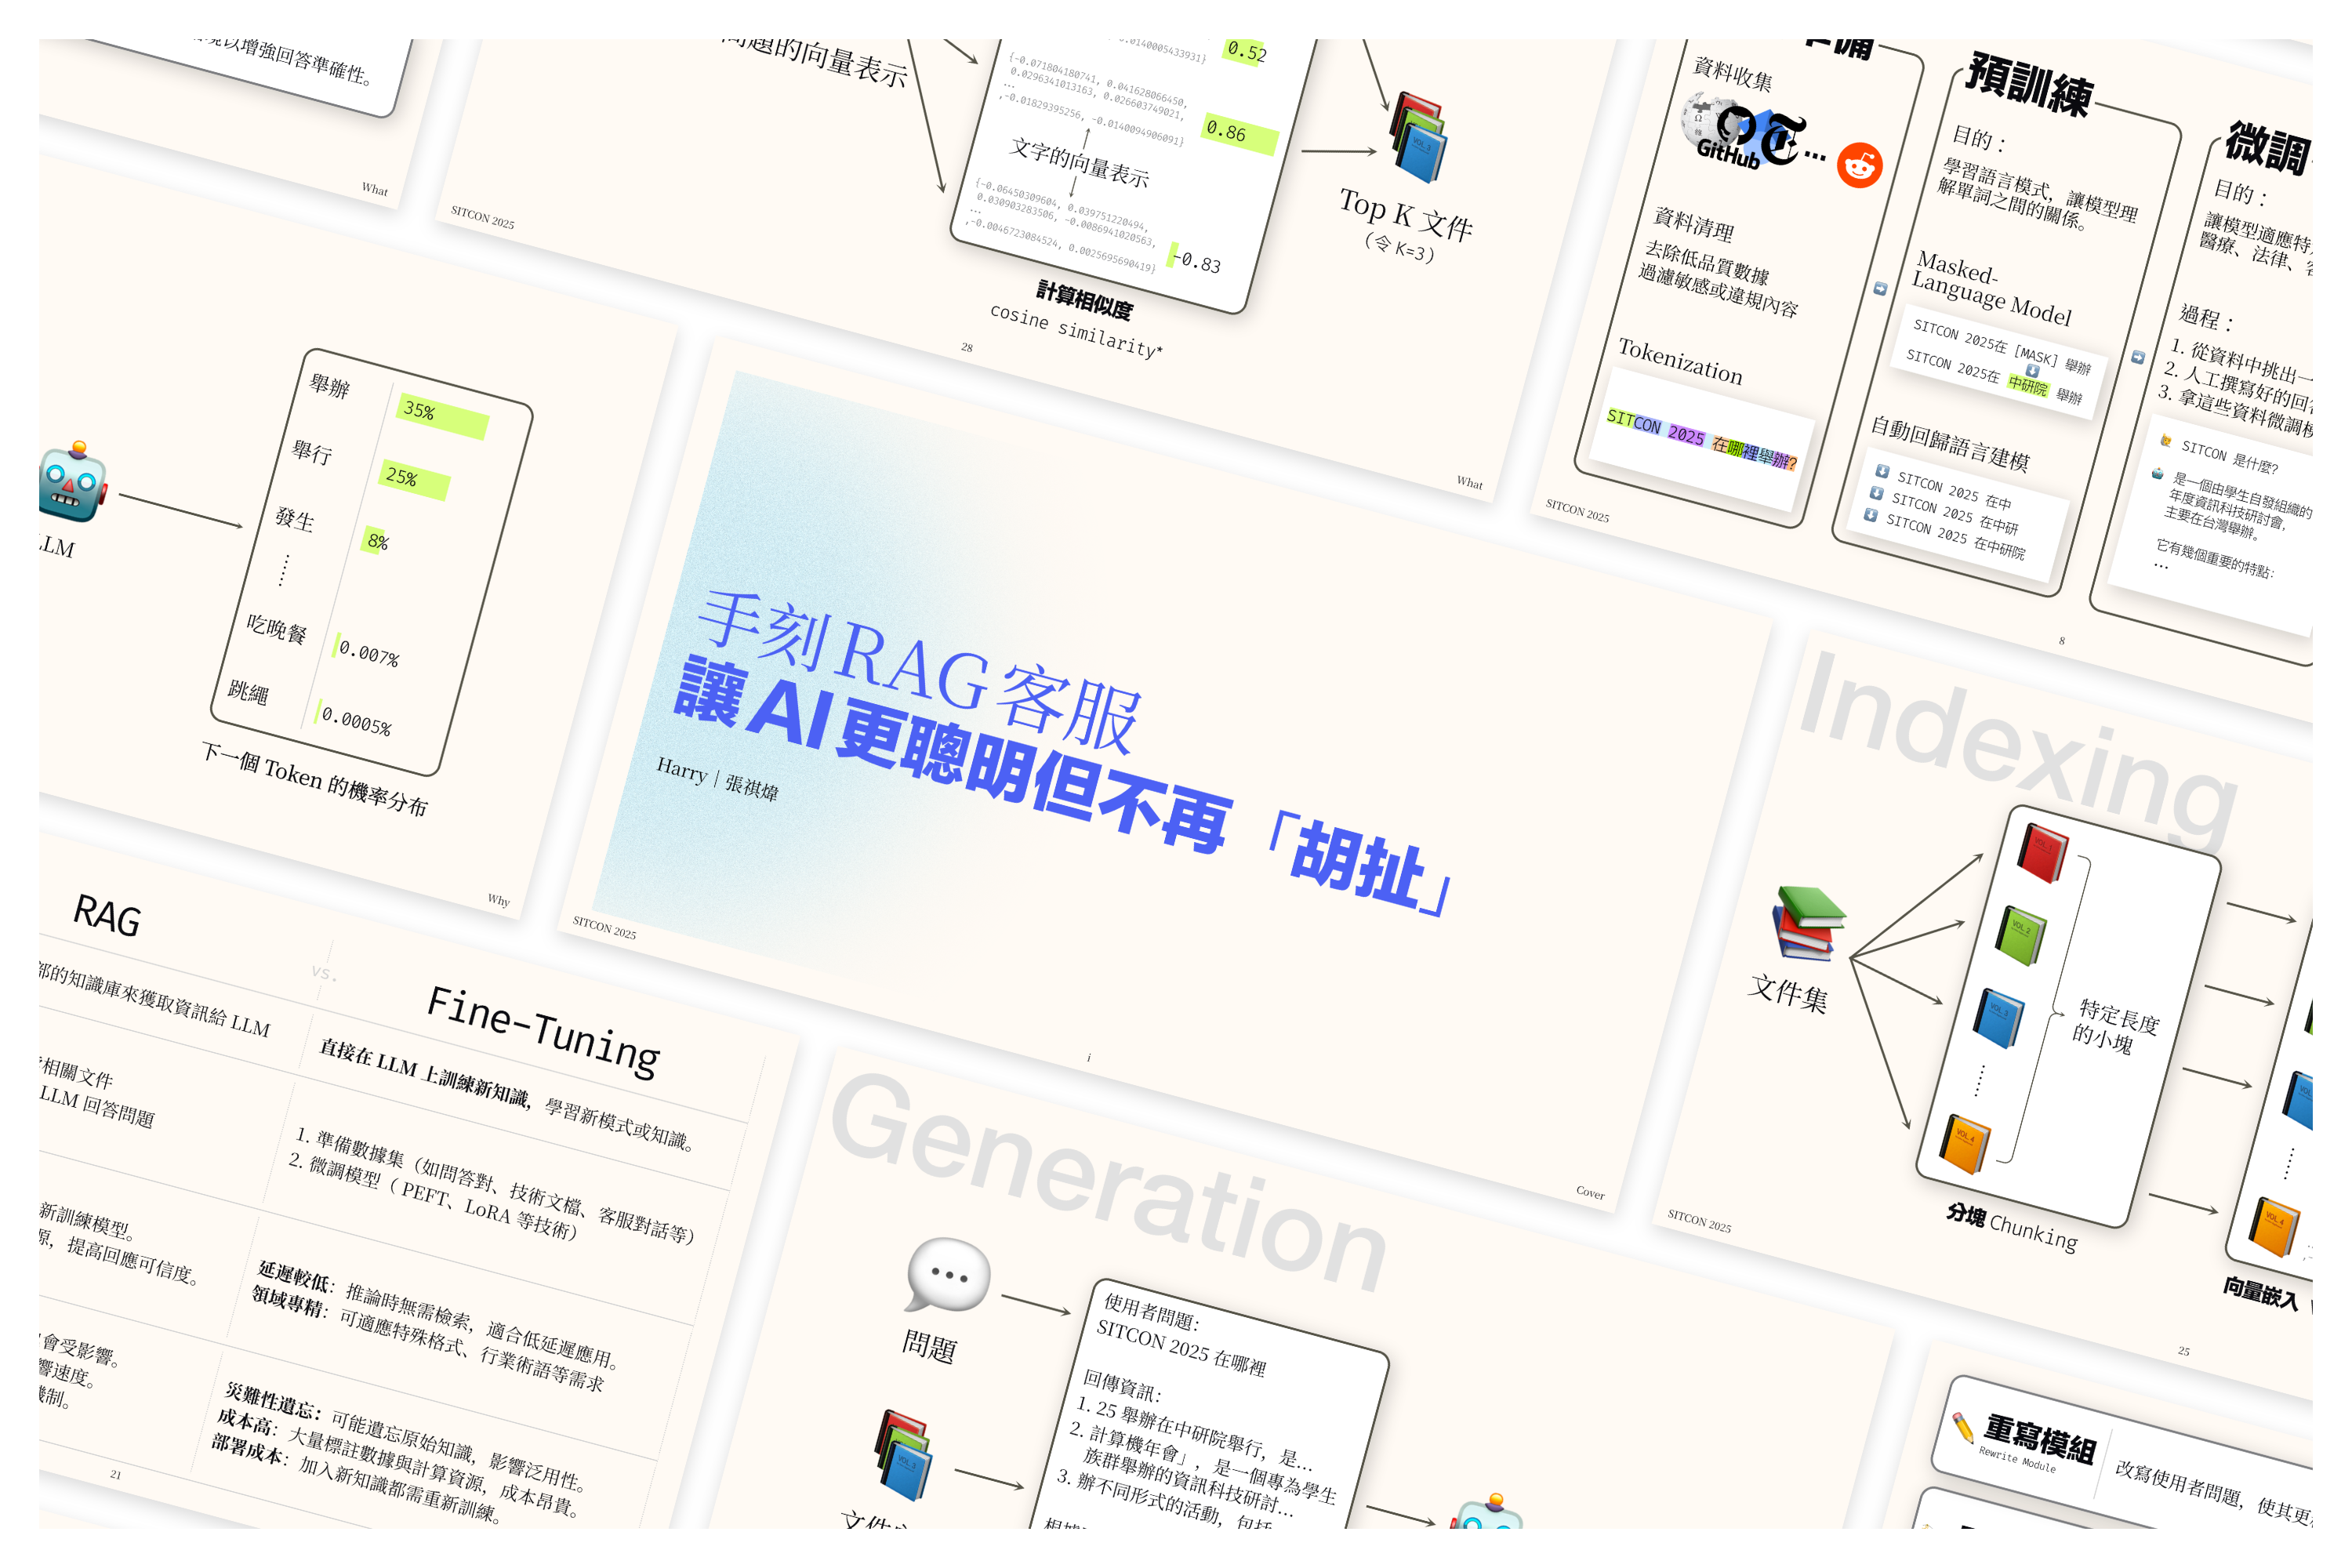 以增強回答準確性。
What
問題的向量表示
0.0140005433931}
0.52
{-0.071804180741, 0.041628066450,
0.029634101316­3, 0.026603749021,
...
,-0.01829395256, -0.0140094906091}
0.86
文字的向量表示
{-0.06450309604, 0.039751220494,
0.030903283506, -0.0086941020563,
...
,-0.0046723084524, 0.0025695690419}
-0.83
計算相似度
cosine similarity*
Top K 文件
（令 K=3）
SITCON 2025
28
What
資料收集
GitHub
...
資料清理
去除低品質數據
過濾敏感或違規內容
Tokenization
SITCON 2025 在哪裡舉辦?
預訓練
目的：
學習語言模式，讓模型理
解單詞之間的關係。
Masked-
Language Model
SITCON 2025在 [MASK] 舉辦
SITCON 2025在 中研院 舉辦
自動回歸語言建模
SITCON 2025 在中
SITCON 2025 在中研
SITCON 2025 在中研院
微調
目的：
讓模型適應特
醫療、法律、
過程：
1. 從資料中挑出一
2. 人工撰寫好的回
3. 拿這些資料微調
SITCON 是什麼?
是一個由學生自發組織的
年度資訊科技研討會，
主要在台灣舉辦。
它有幾個重要的特點：
...
SITCON 2025
8
LLM
舉辦
35%
舉行
25%
發生
8%
吃晚餐
0.007%
跳繩
0.0005%
下一個 Token 的機率分布
Why
手刻 RAG 客服
讓 AI 更聰明但不再「胡扯」
Harry｜張祺煒
SITCON 2025
i
Cover
Indexing
文件集
VOL.1
VOL.2
VOL.3
VOL.4
特定長度
的小塊
分塊 Chunking
VOL.4
向量嵌入
SITCON 2025
25
RAG
vs.
Fine-Tuning
部的知識庫來獲取資訊給 LLM
直接在 LLM 上訓練新知識，學習新模式或知識。
相關文件
LLM 回答問題
1. 準備數據集（如問答對、技術文檔、客服對話等）
2. 微調模型（ PEFT、LoRA 等技術）
新訓練模型。
源，提高回應可信度。
延遲較低：推論時無需檢索，適合低延遲應用。
領域專精：可適應特殊格式、行業術語等需求
會受影響。
響速度。
機制。
災難性遺忘：可能遺忘原始知識，影響泛用性。
成本高：大量標註數據與計算資源，成本昂貴。
部署成本：加入新知識都需重新訓練。
21
Generation
問題
使用者問題：
SITCON 2025 在哪裡
回傳資訊：
1. 25 舉辦在中研院舉行，是...
2. 計算機年會」，是一個專為學生
族群舉辦的資訊科技研討...
3. 辦不同形式的活動，包括
VOL.3
重寫模組
Rewrite Module
改寫使用者問題，使其更